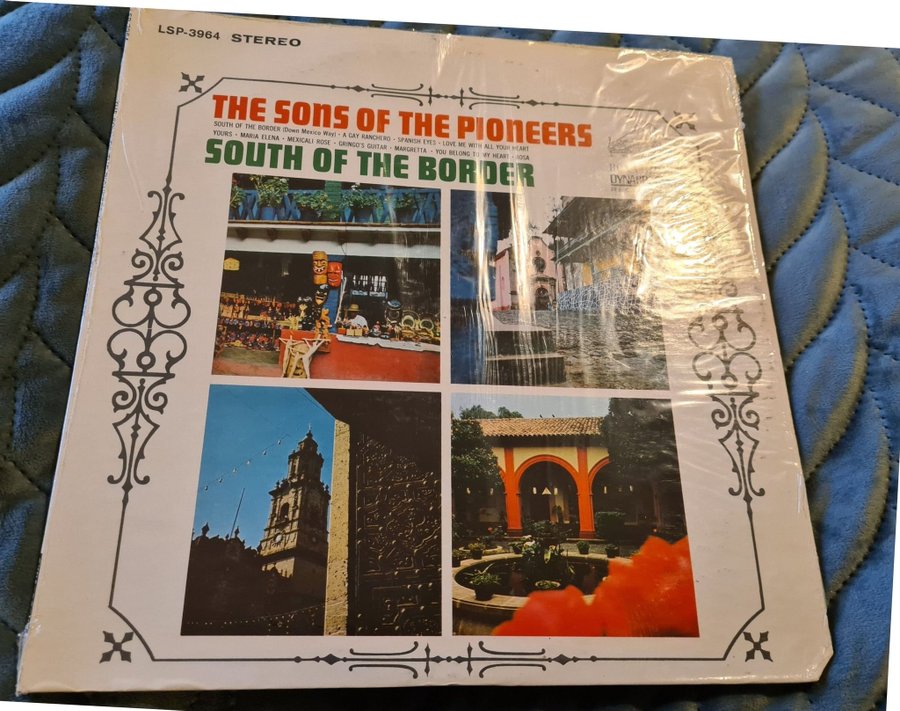 LSP-3964 STEREO
THE SONS OF THE PIONEERS
SOUTH OF THE BORDER (Down Mexico Way) • A GAY RANCHERO • SPANISH EYES • LOVE ME WITH ALL YOUR HEART
YOURS • MARIA ELENA • MEXICALI ROSE • GRINGO'S GUITAR • MARGRETTA • YOU BELONG TO MY HEART • ROSA
SOUTH OF THE BORDER